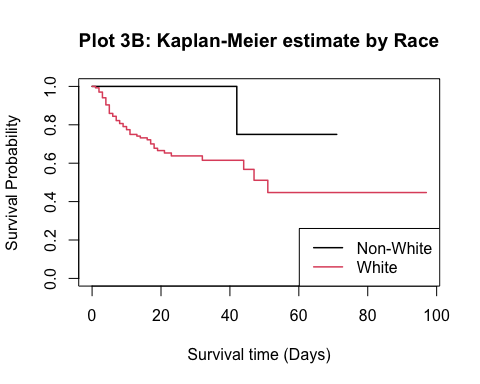 Plot 3B: Kaplan-Meier estimate by Race
Survival Probability
1.0
0.8
0.6
0.4
0.2
0.0
Non-White
White
0 20 40 60 80 100
Survival time (Days)